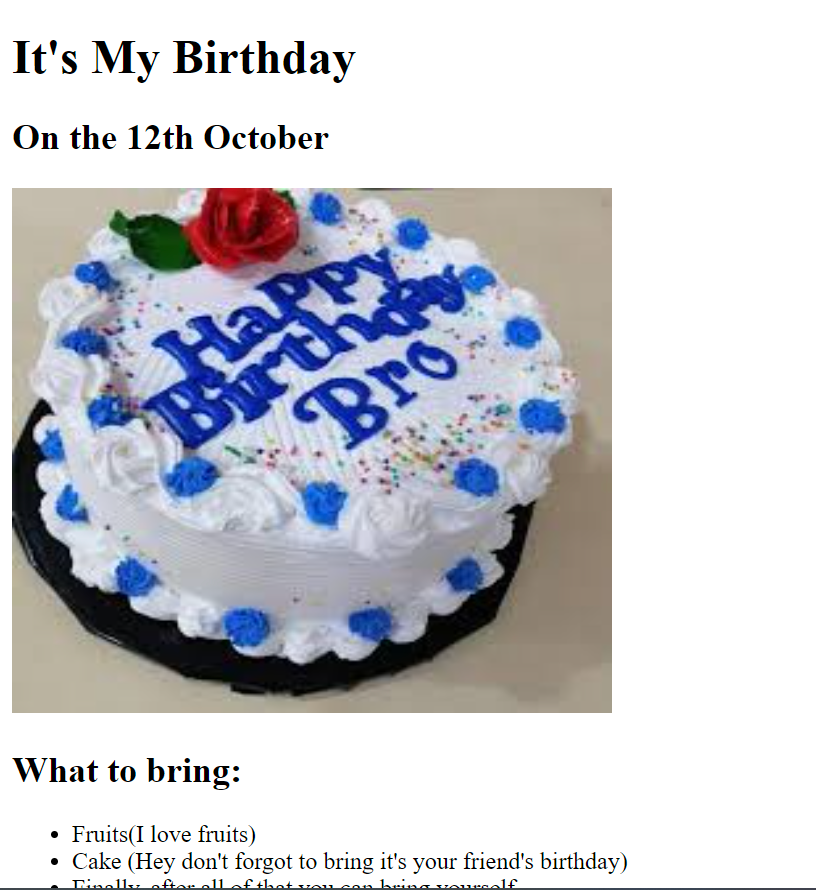 It's My Birthday
On the 12th October
Happy
Birthday
Bro
What to bring:
Fruits(I love fruits)
Cake (Hey don't forgot to bring it's your friend's birthday)
Finally, after all of that you can bring yourself